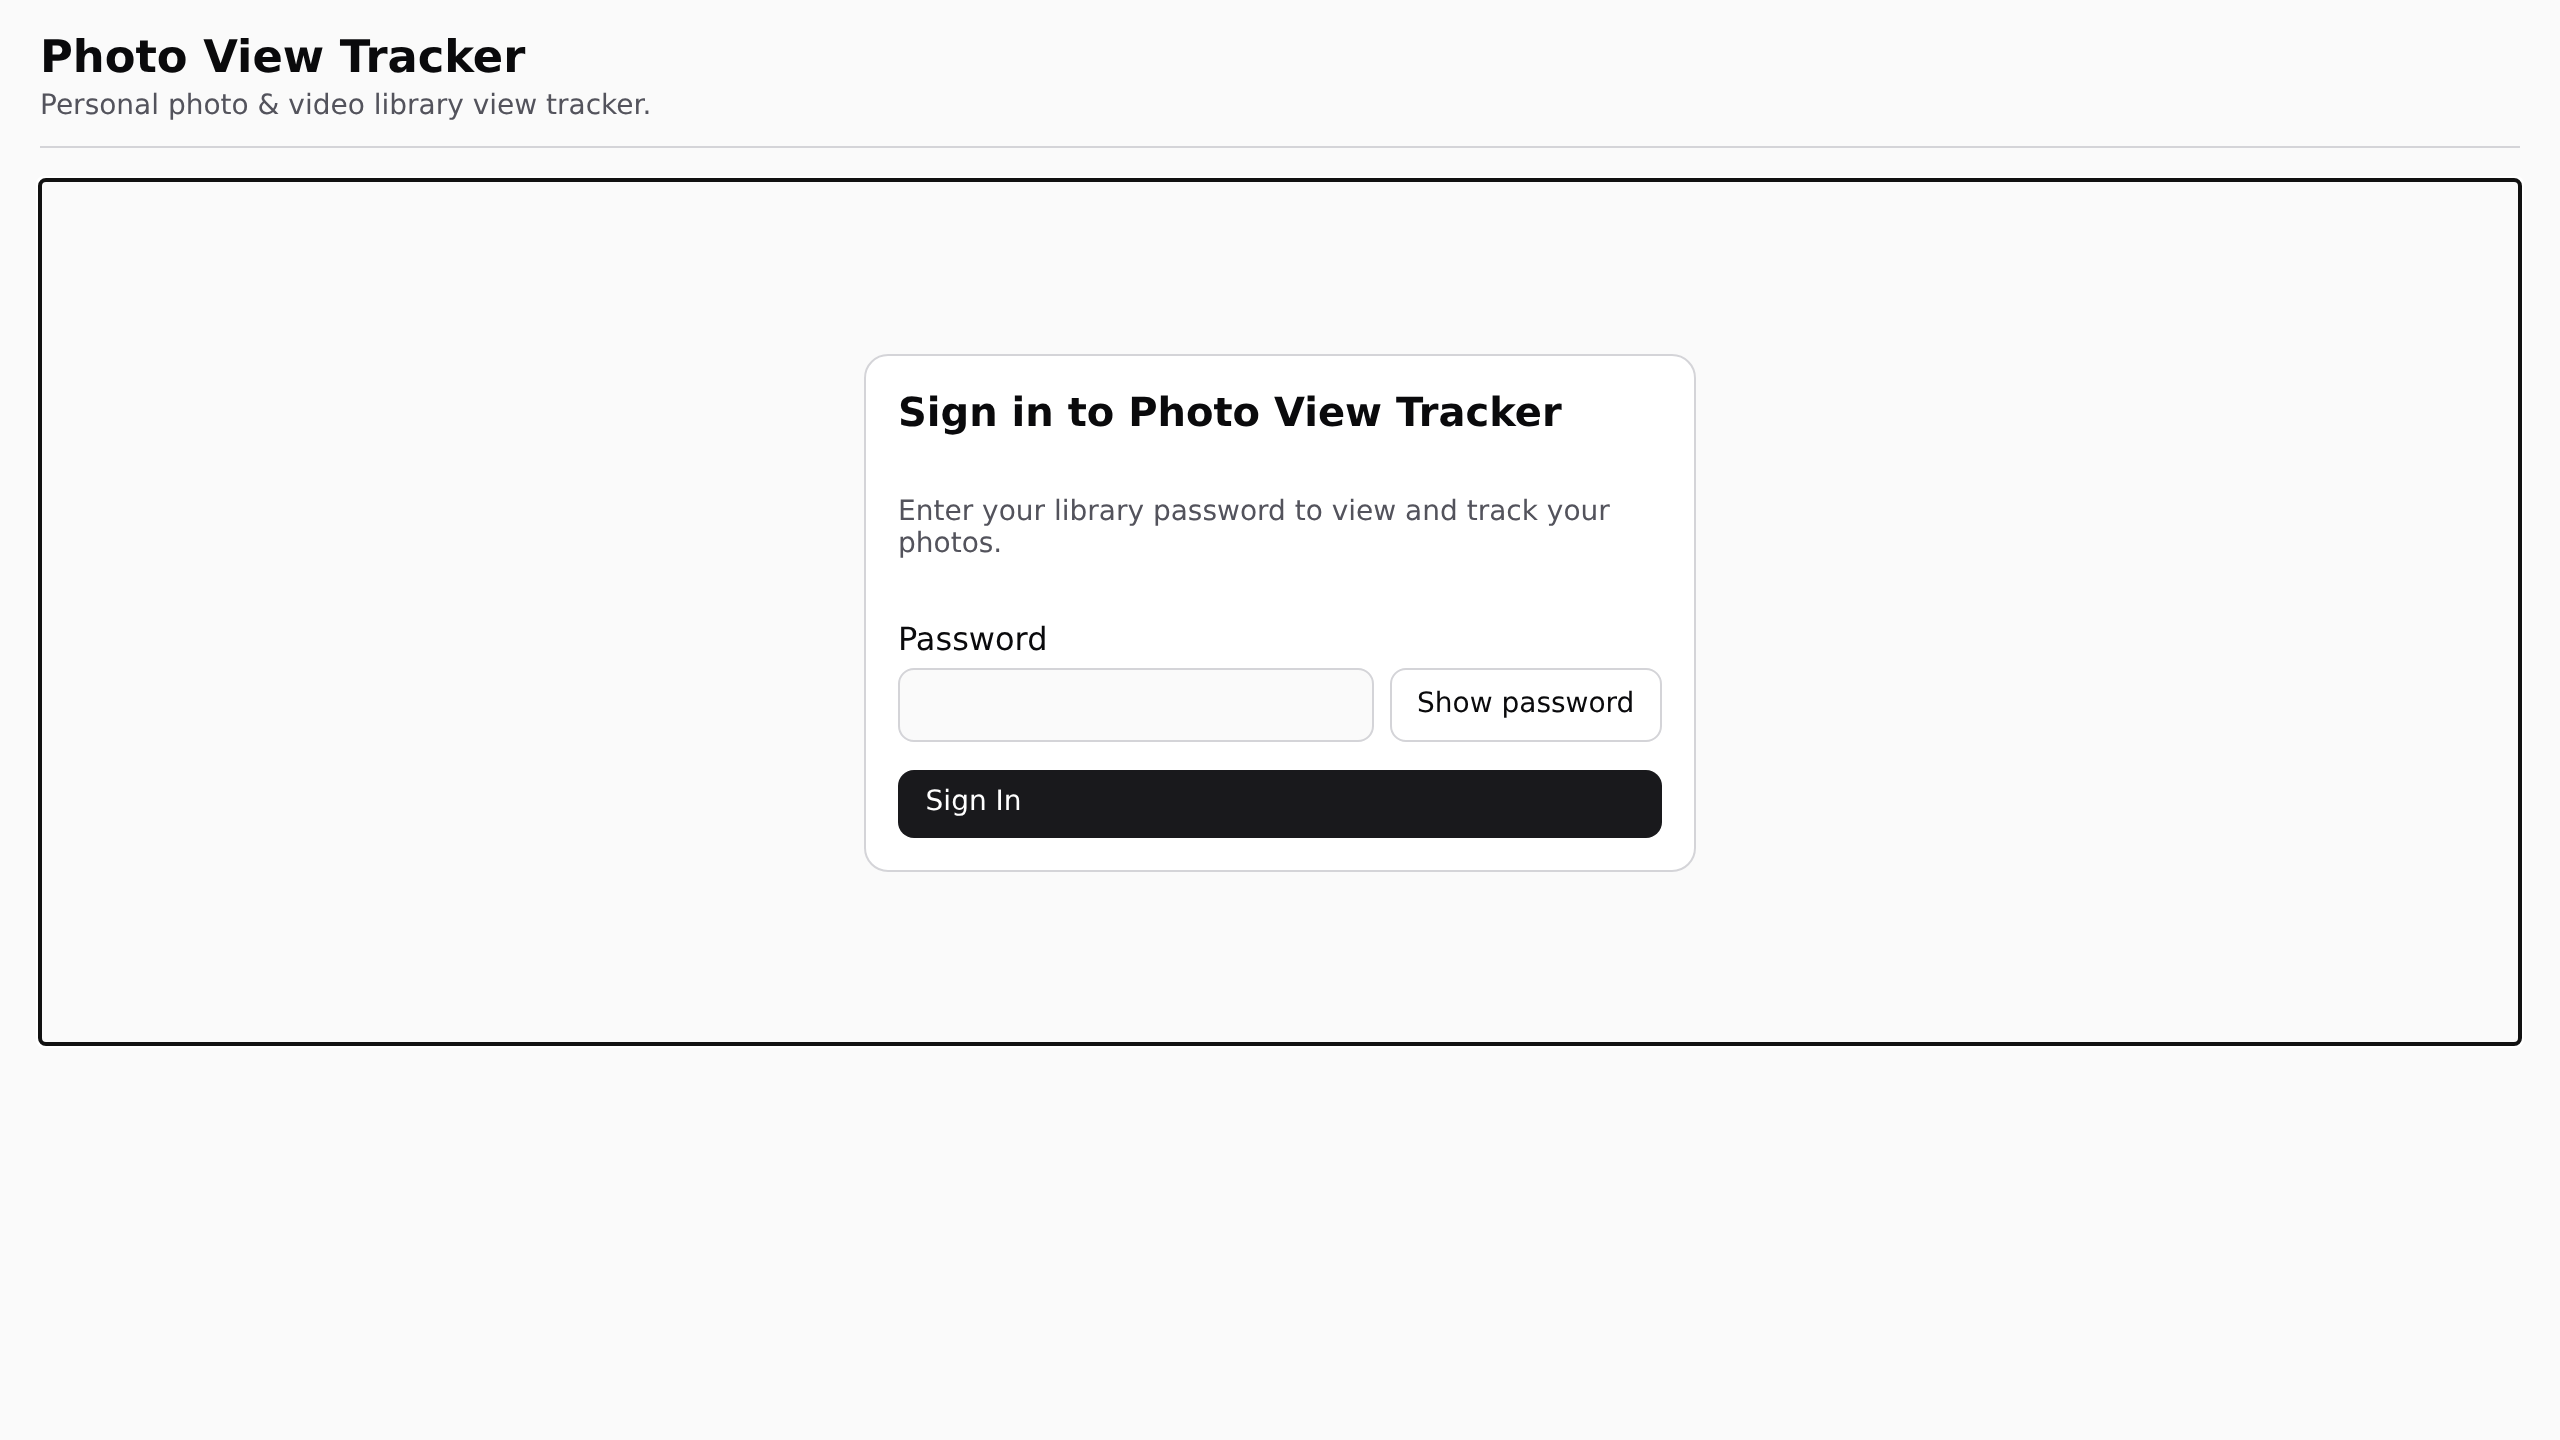 Photo View Tracker
Personal photo & video library view tracker.
Sign in to Photo View Tracker
Enter your library password to view and track your
photos.
Password
Show password
Sign In